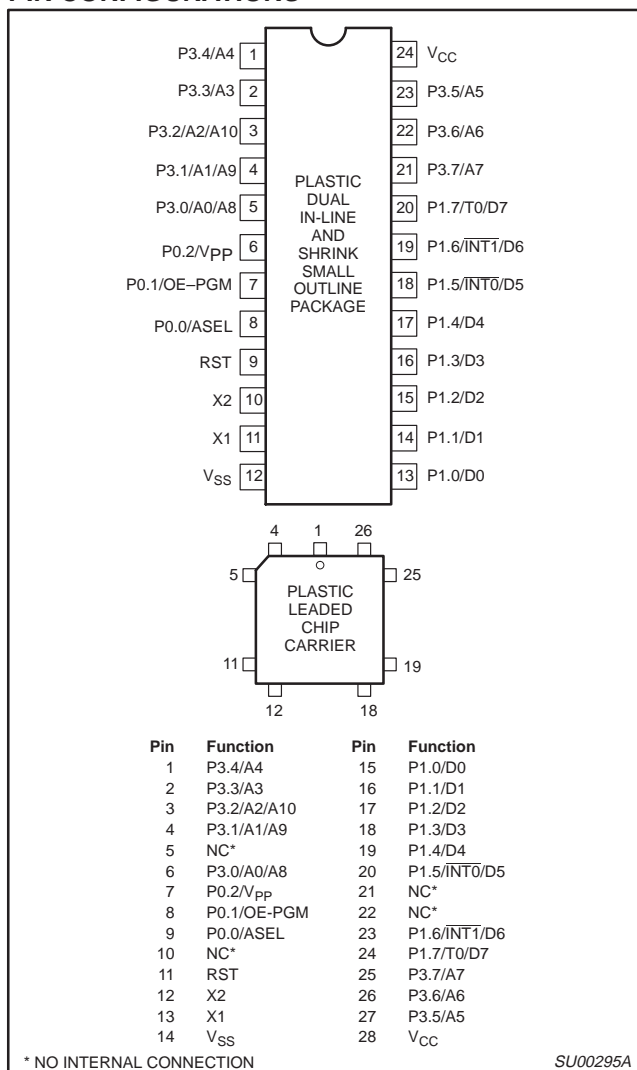 P3.4/A4 1 24 VCC
P3.3/A3 2 23 P3.5/A5
P3.2/A2/A10 3 22 P3.6/A6
P3.1/A1/A9 4 21 P3.7/A7
P3.0/A0/A8 5 20 P1.7/T0/D7
P0.2/VPP 6 19 P1.6/INT1/D6
P0.1/OE–PGM 7 18 P1.5/INT0/D5
P0.0/ASEL 8 17 P1.4/D4
RST 9 16 P1.3/D3
X2 10 15 P1.2/D2
X1 11 14 P1.1/D1
VSS 12 13 P1.0/D0
PLASTIC
DUAL
IN-LINE
AND
SHRINK
SMALL
OUTLINE
PACKAGE
4 1 26
5 25
PLASTIC
LEADED
CHIP
CARRIER
11 19
12 18
Pin Function Pin Function
1 P3.4/A4 15 P1.0/D0
2 P3.3/A3 16 P1.1/D1
3 P3.2/A2/A10 17 P1.2/D2
4 P3.1/A1/A9 18 P1.3/D3
5 NC* 19 P1.4/D4
6 P3.0/A0/A8 20 P1.5/INT0/D5
7 P0.2/VPP 21 NC*
8 P0.1/OE-PGM 22 NC*
9 P0.0/ASEL 23 P1.6/INT1/D6
10 NC* 24 P1.7/T0/D7
11 RST 25 P3.7/A7
12 X2 26 P3.6/A6
13 X1 27 P3.5/A5
14 VSS 28 VCC
* NO INTERNAL CONNECTION SU00295A